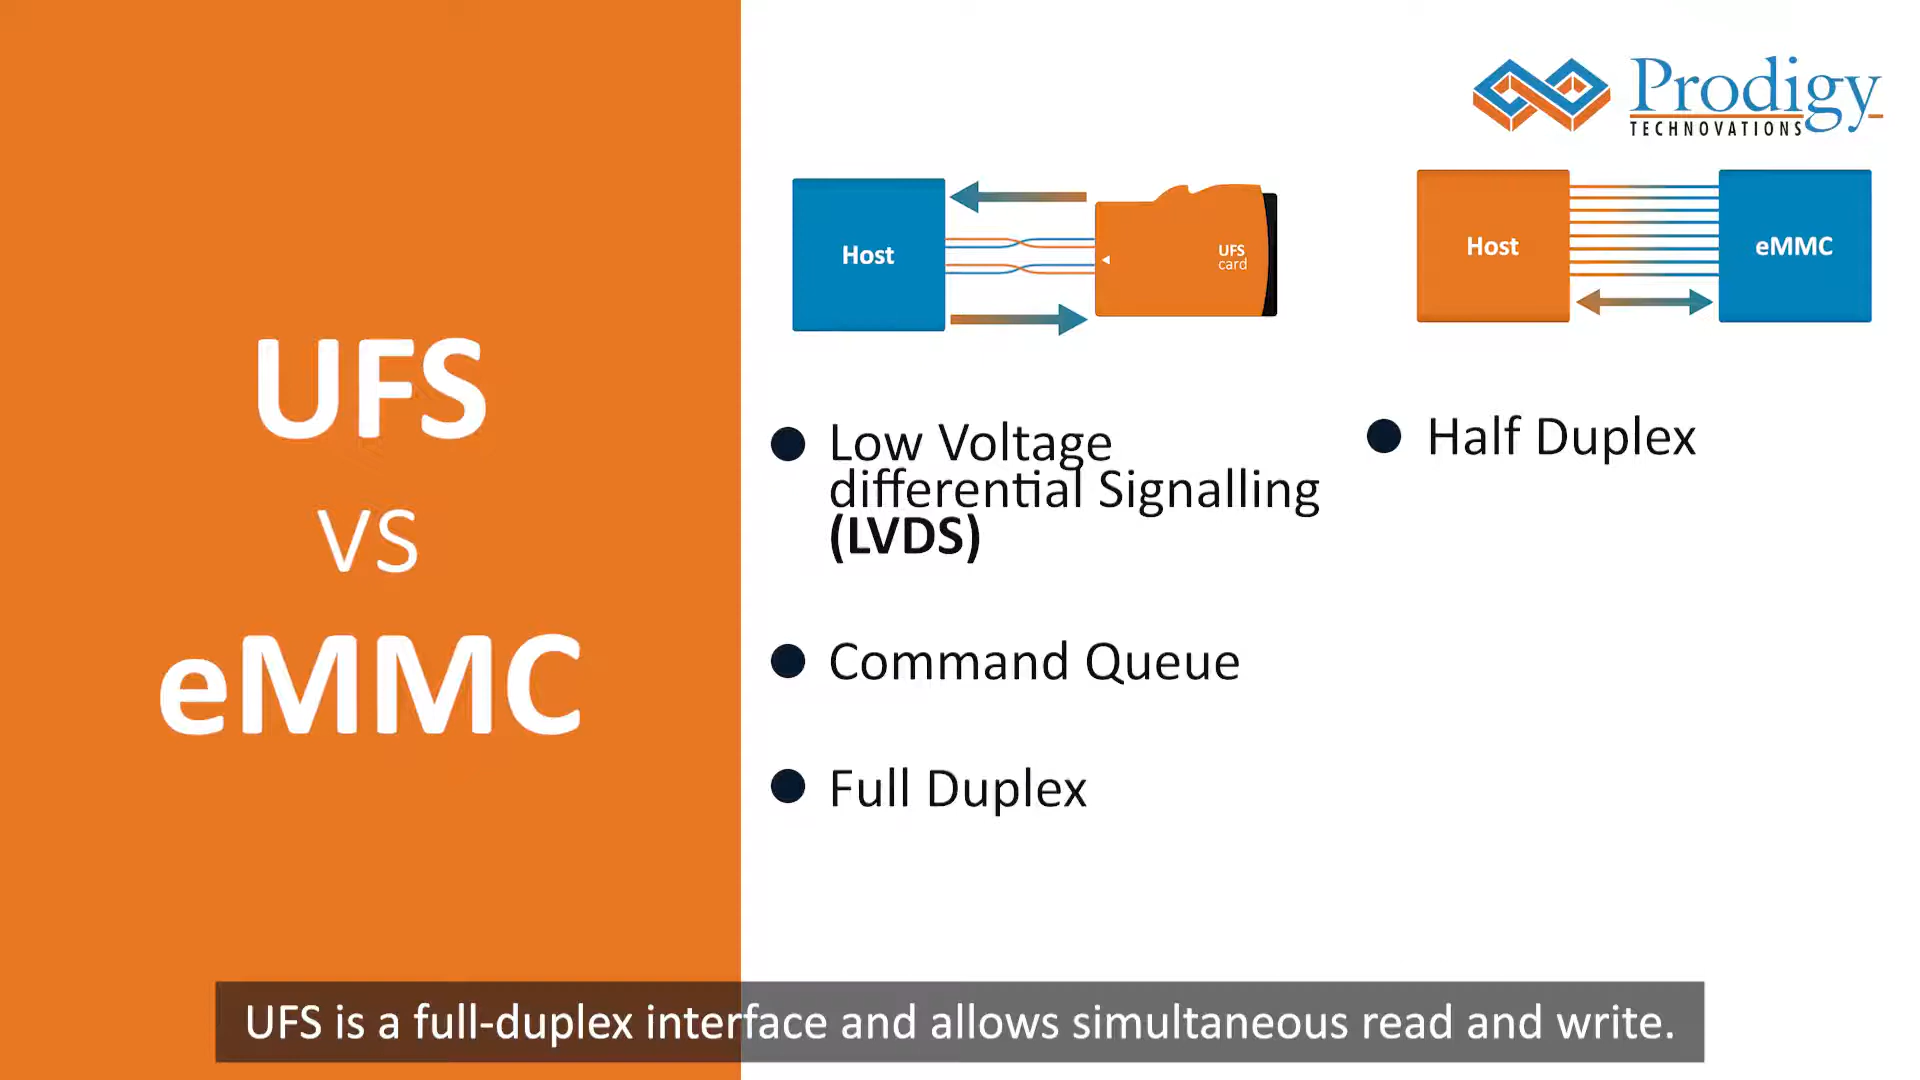 UFS
VS
eMMC
Prodigy
TECHNOVATIONS
Host
UFS
card
Host
eMMC
Low Voltage
differential Signalling
(LVDS)
Command Queue
Full Duplex
Half Duplex
UFS is a full-duplex interface and allows simultaneous read and write.